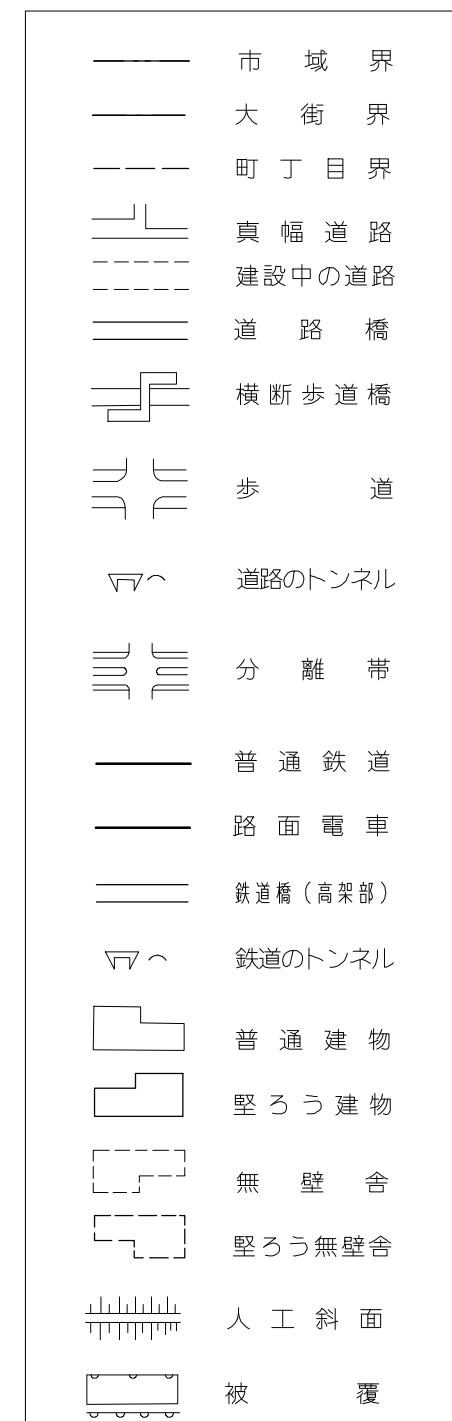 市域界
大街界
町丁目界
真幅道路
建設中の道路
道路橋
横断歩道橋
歩道
道路のトンネル
分離帯
普通鉄道
路面電車
鉄道橋（高架部）
鉄道のトンネル
普通建物
堅ろう建物
無壁舎
堅ろう無壁舎
人工斜面
被覆